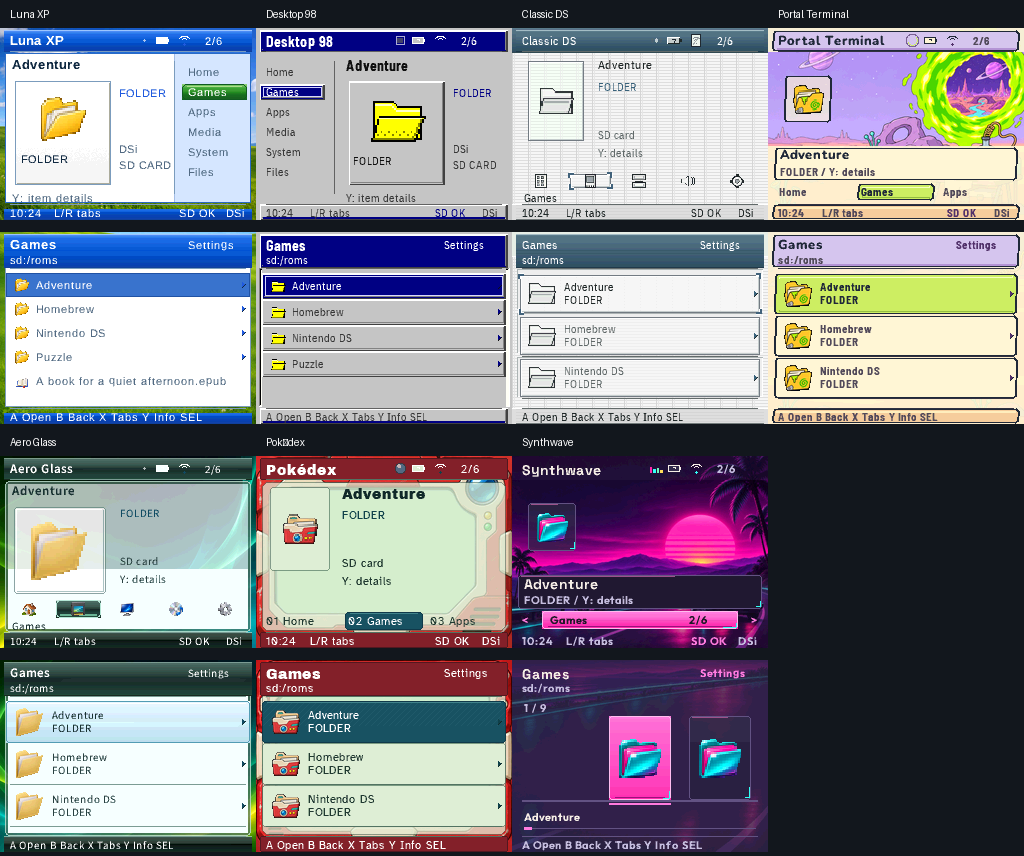 Luna XP
Luna XP
2/6
Adventure
FOLDER
FOLDER
DSi
SD CARD
Y: item details
Home
Games
Apps
Media
System
Files
10:24 L/R tabs SD OK DSi
Games Settings
sd:/roms
Adventure
Homebrew
Nintendo DS
Puzzle
A book for a quiet afternoon.epub
A Open B Back X Tabs Y Info SEL
Desktop 98
Desktop 98
2/6
Home
Games
Apps
Media
System
Files
Adventure
FOLDER
FOLDER
DSi
SD CARD
Y: item details
10:24 L/R tabs SD OK DSi
Games Settings
sd:/roms
Adventure
Homebrew
Nintendo DS
Puzzle
A Open B Back X Tabs Y Info SEL
Classic DS
Classic DS
2/6
Adventure
FOLDER
SD card
Y: details
Games
10:24 L/R tabs SD OK DSi
Games Settings
sd:/roms
Adventure
FOLDER
Homebrew
FOLDER
Nintendo DS
FOLDER
A Open B Back X Tabs Y Info SEL
Portal Terminal
Portal Terminal
2/6
Adventure
FOLDER / Y: details
Home Games Apps
10:24 L/R tabs SD OK DSi
Games Settings
sd:/roms
Adventure
FOLDER
Homebrew
FOLDER
Nintendo DS
FOLDER
A Open B Back X Tabs Y Info SEL
Aero Glass
Aero Glass
2/6
Adventure
FOLDER
SD card
Y: details
Games
10:24 L/R tabs SD OK DSi
Games Settings
sd:/roms
Adventure
FOLDER
Homebrew
FOLDER
Nintendo DS
FOLDER
A Open B Back X Tabs Y Info SEL
Pokédex
2/6
Adventure
FOLDER
SD card
Y: details
01 Home 02 Games 03 Apps
10:24 L/R tabs SD OK DSi
Games Settings
sd:/roms
Adventure
FOLDER
Homebrew
FOLDER
Nintendo DS
FOLDER
A Open B Back X Tabs Y Info SEL
Synthwave
Synthwave
2/6
Adventure
FOLDER / Y: details
< Games 2/6 >
10:24 L/R tabs SD OK DSi
Games Settings
sd:/roms
1 / 9
Adventure
A Open B Back X Tabs Y Info SEL